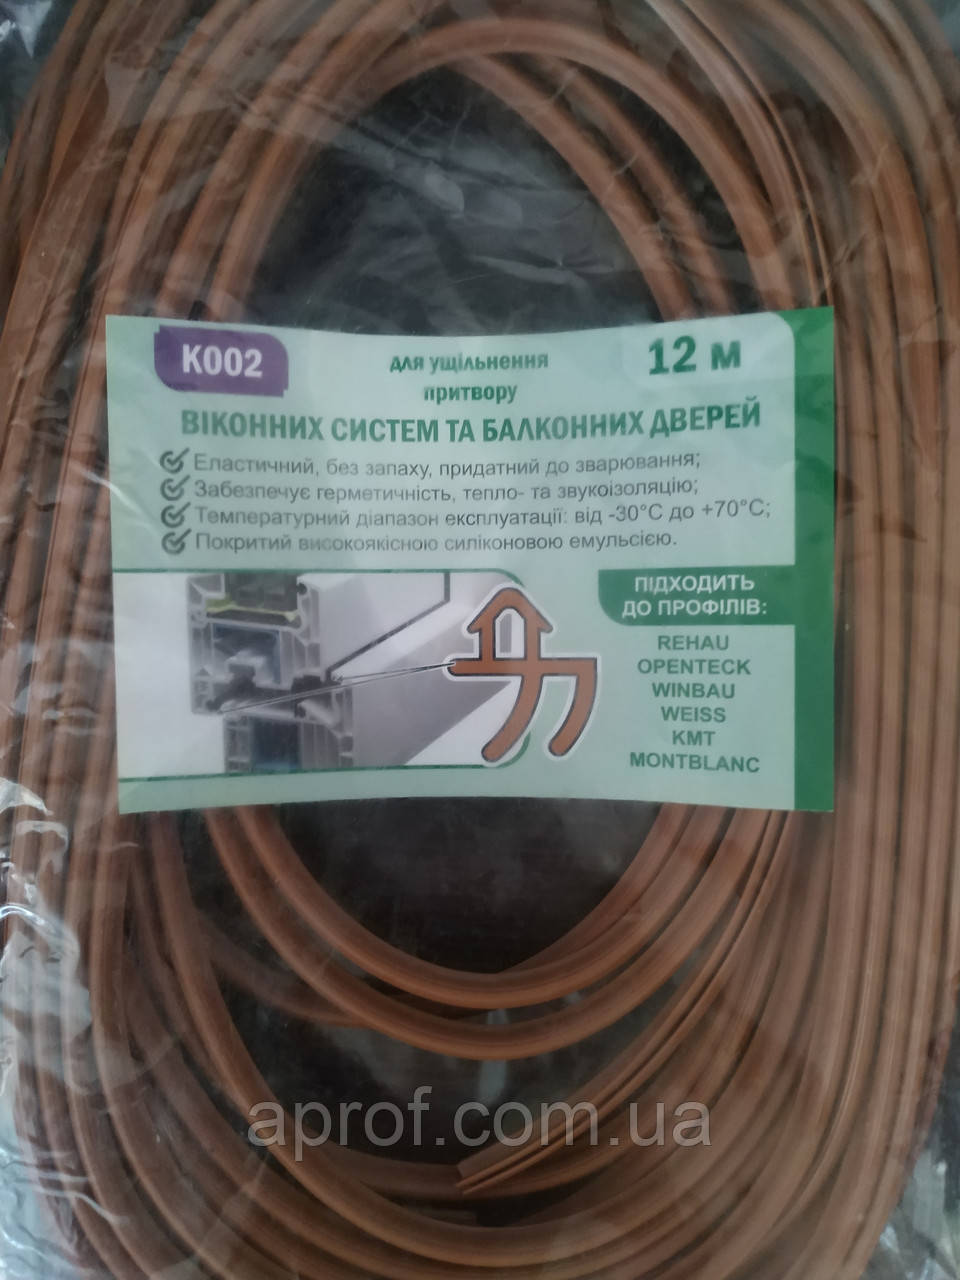 К002
для ущільнення
притвору
12 м
ВІКОННИХ СИСТЕМ ТА БАЛКОННИХ ДВЕРЕЙ
Еластичний, без запаху, придатний до зварювання;
Забезпечує герметичність, тепло- та звукоізоляцію;
Температурний діапазон експлуатації: від -30°С до +70°С;
Покритий високоякісною силіконовою емульсією.
ПІДХОДИТЬ
ДО ПРОФІЛІВ:
REHAU
OPENTECK
WINBAU
WEISS
KMT
MONTBLANC
aprof.com.ua